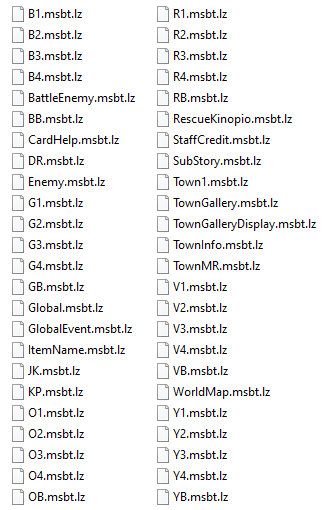 B1.msbt.lz
B2.msbt.lz
B3.msbt.lz
B4.msbt.lz
BattleEnemy.msbt.lz
BB.msbt.lz
CardHelp.msbt.lz
DR.msbt.lz
Enemy.msbt.lz
G1.msbt.lz
G2.msbt.lz
G3.msbt.lz
G4.msbt.lz
GB.msbt.lz
Global.msbt.lz
GlobalEvent.msbt.lz
ItemName.msbt.lz
JK.msbt.lz
KP.msbt.lz
O1.msbt.lz
O2.msbt.lz
O3.msbt.lz
O4.msbt.lz
OB.msbt.lz
R1.msbt.lz
R2.msbt.lz
R3.msbt.lz
R4.msbt.lz
RB.msbt.lz
RescueKinopio.msbt.lz
StaffCredit.msbt.lz
SubStory.msbt.lz
Town1.msbt.lz
TownGallery.msbt.lz
TownGalleryDisplay.msbt.lz
TownInfo.msbt.lz
TownMR.msbt.lz
V1.msbt.lz
V2.msbt.lz
V3.msbt.lz
V4.msbt.lz
VB.msbt.lz
WorldMap.msbt.lz
Y1.msbt.lz
Y2.msbt.lz
Y3.msbt.lz
Y4.msbt.lz
YB.msbt.lz